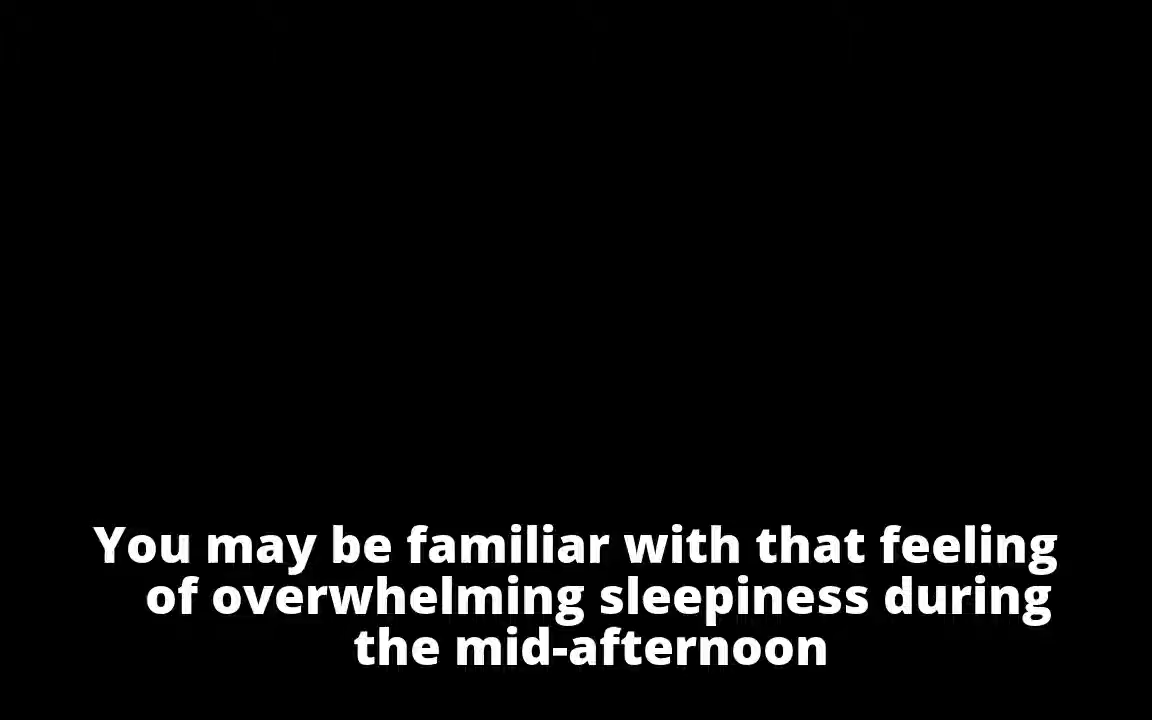 You may be familiar with that feeling
of overwhelming sleepiness during
the mid-afternoon